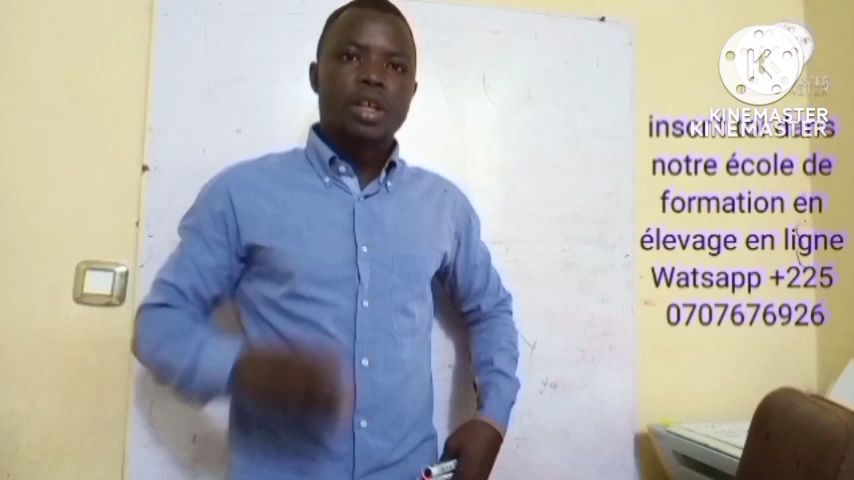 KINEMASTER
KINEMASTER
notre école de
formation en
élevage en ligne
Watsapp +225
0707676926